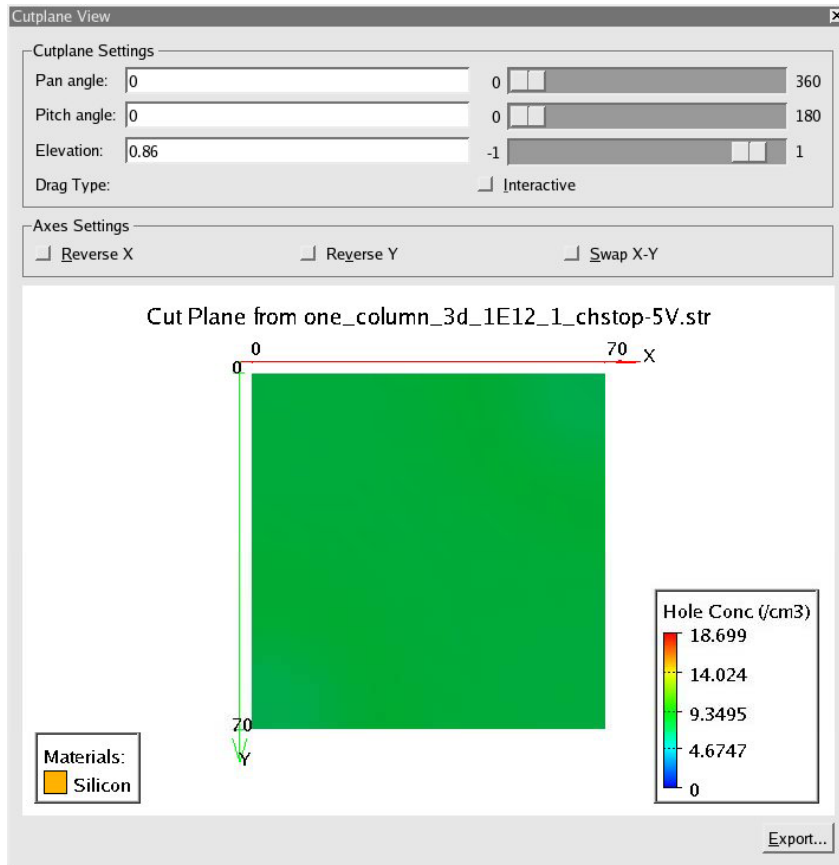 Cutplane View
Cutplane Settings
Pan angle: 0 0 360
Pitch angle: 0 0 180
Elevation: 0.86 -1 1
Drag Type: Interactive
Axes Settings
Reverse X Reverse Y Swap X-Y
Cut Plane from one_column_3d_1E12_1_chstop-5V.str
0 70 X
0
70
Y
Hole Conc (/cm3)
18.699
14.024
9.3495
4.6747
0
Materials:
Silicon
Export...